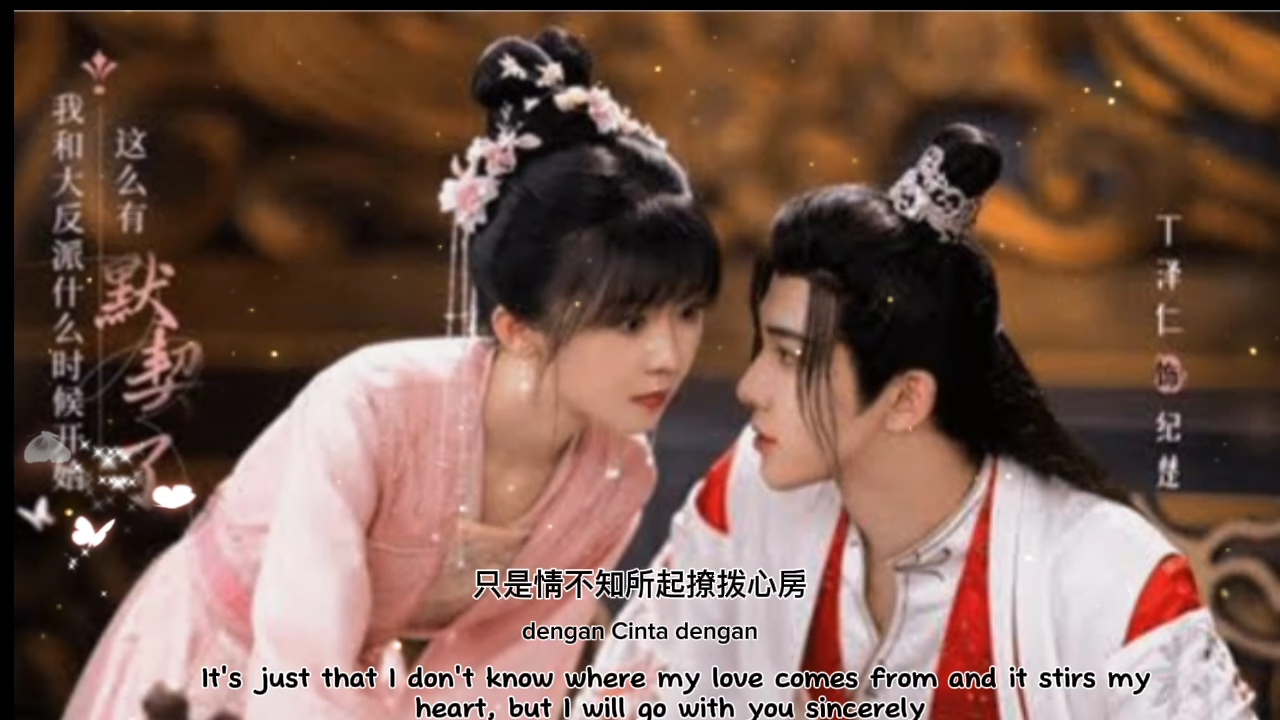 我和大反派什么时候开始
这么有
默契了
丁泽仁 饰 纪楚
只是情不知所起撩拨心房
dengan Cinta dengan
It's just that I don't know where my love comes from and it stirs my
heart, but I will go with you sincerely